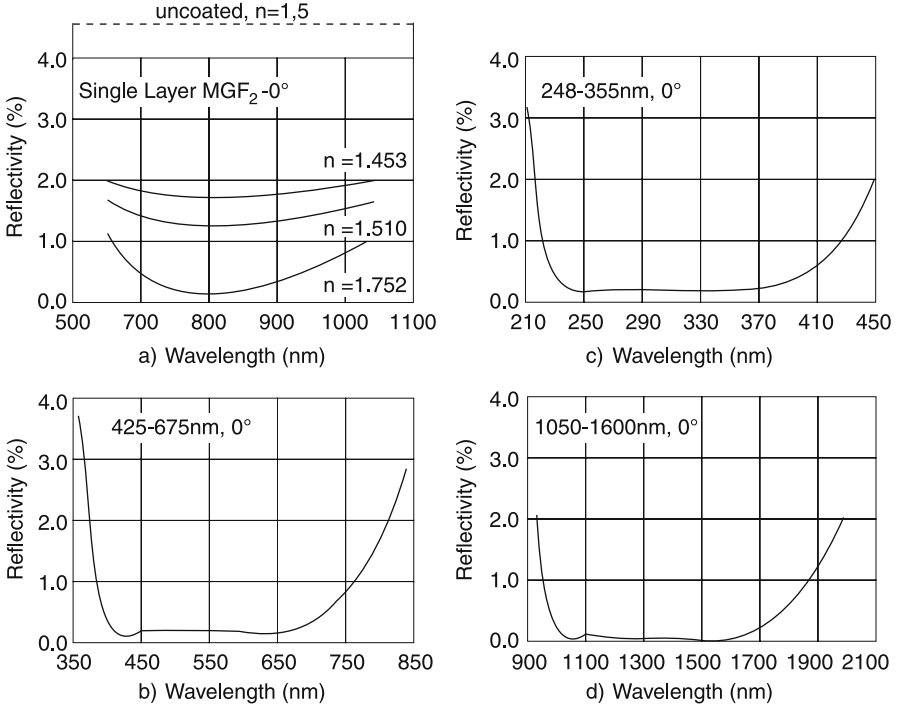 uncoated, n=1,5
4.0
3.0
2.0
1.0
0.0
Reflectivity (%)
Single Layer MGF2 -0°
n =1.453
n =1.510
n =1.752
500 700 800 900 1000 1100
a) Wavelength (nm)
4.0
3.0
2.0
1.0
0.0
Reflectivity (%)
248-355nm, 0°
210 250 290 330 370 410 450
c) Wavelength (nm)
4.0
3.0
2.0
1.0
0.0
Reflectivity (%)
425-675nm, 0°
350 450 550 650 750 850
b) Wavelength (nm)
4.0
3.0
2.0
1.0
0.0
Reflectivity (%)
1050-1600nm, 0°
900 1100 1300 1500 1700 1900 2100
d) Wavelength (nm)